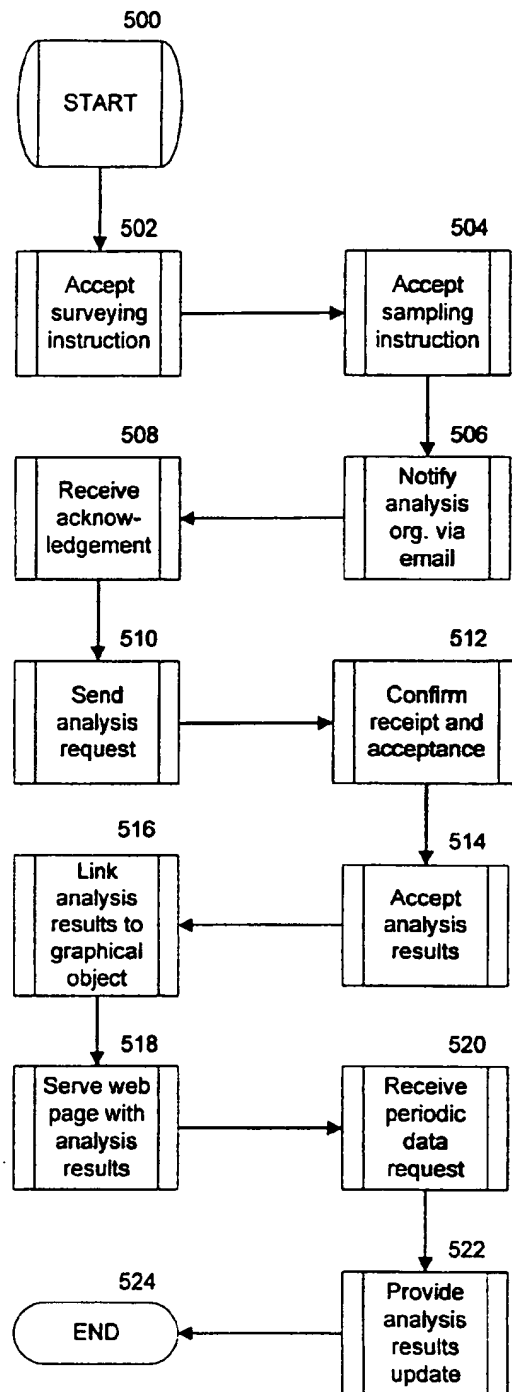 500
START
502
Accept
surveying
instruction
504
Accept
sampling
instruction
506
Notify
analysis
org. via
email
508
Receive
acknow-
ledgement
510
Send
analysis
request
512
Confirm
receipt and
acceptance
514
Accept
analysis
results
516
Link
analysis
results to
graphical
object
518
Serve web
page with
analysis
results
520
Receive
periodic
data
request
522
Provide
analysis
results
update
524
END